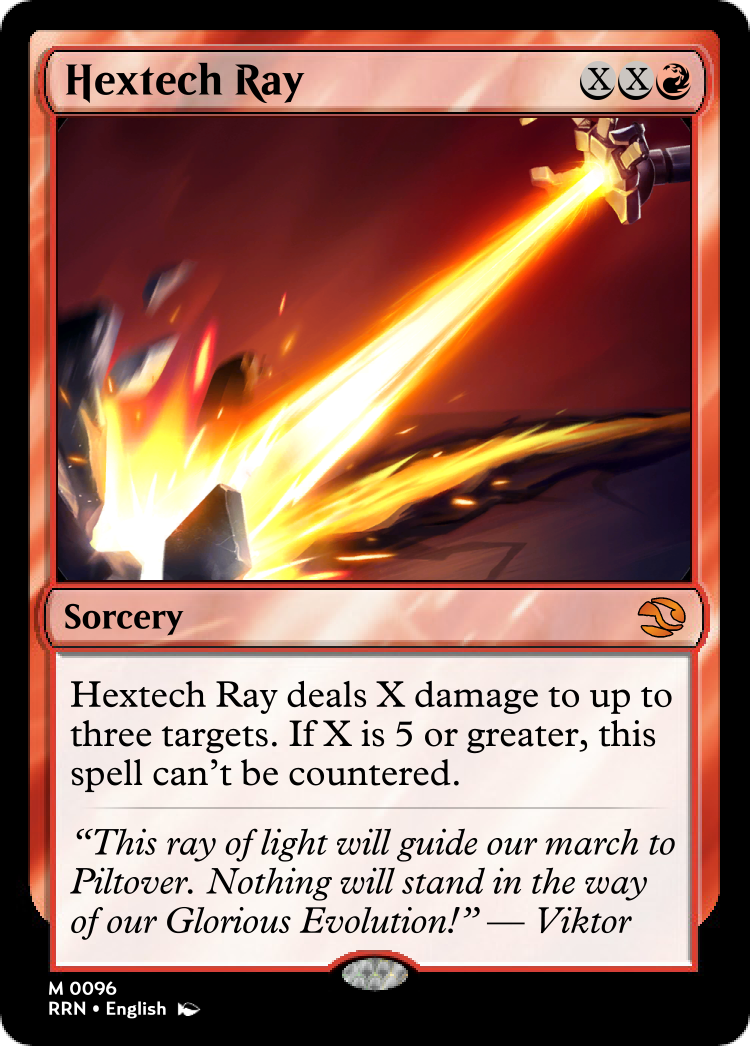 Hextech Ray
X X
Sorcery
Hextech Ray deals X damage to up to
three targets. If X is 5 or greater, this
spell can't be countered.
“This ray of light will guide our march to
Piltover. Nothing will stand in the way
of our Glorious Evolution!” — Viktor
M 0096
RRN • English